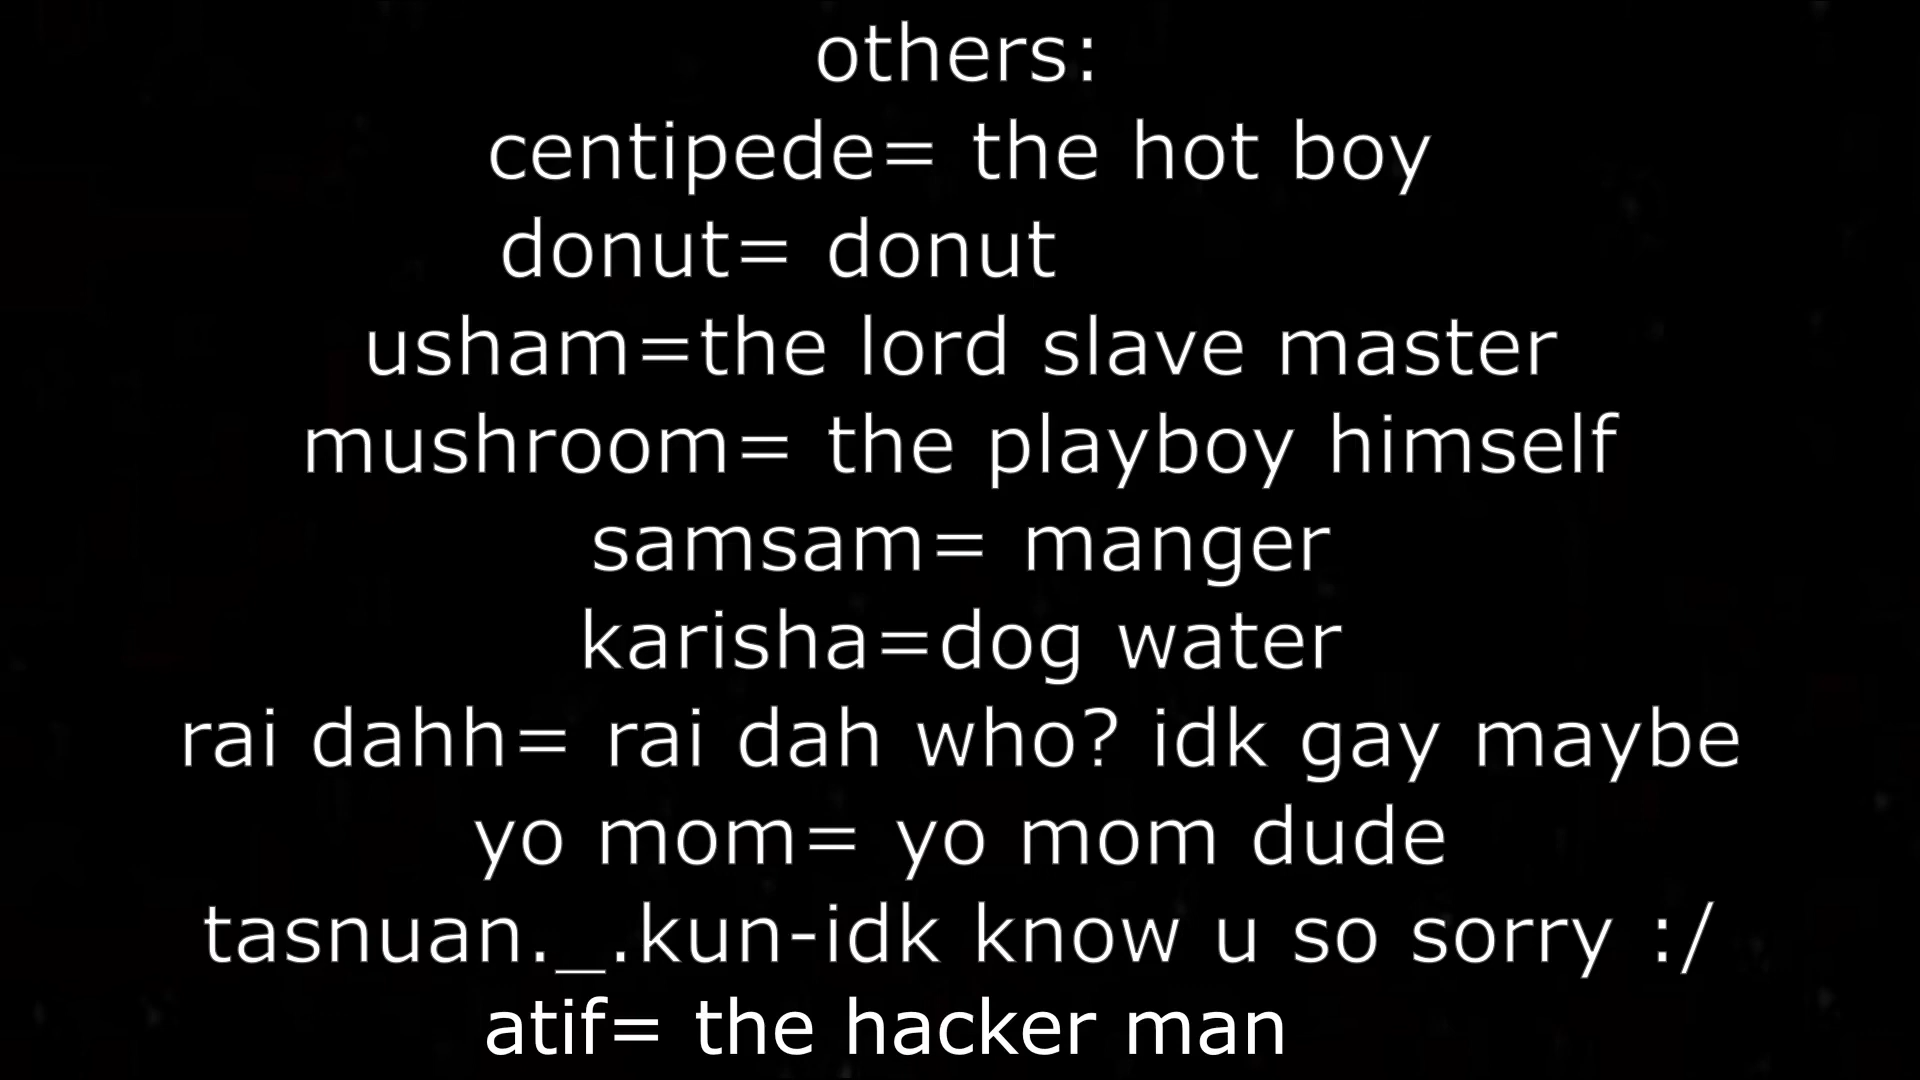 others:
centipede= the hot boy
donut= donut
usham=the lord slave master
mushroom= the playboy himself
samsam= manger
karisha=dog water
rai dahh= rai dah who? idk gay maybe
yo mom= yo mom dude
tasnuan._.kun-idk know u so sorry :/
atif= the hacker man